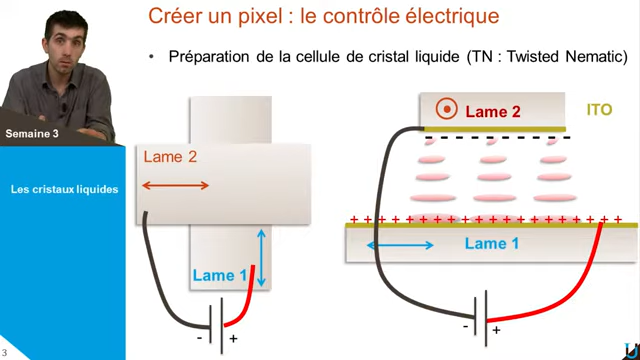 Créer un pixel : le contrôle électrique
• Préparation de la cellule de cristal liquide (TN : Twisted Nematic)
Semaine 3
Les cristaux liquides
Lame 2
Lame 1
- +
Lame 2
ITO
- - - - - - - - - - - - - -
+ + + + + + + + + + + + + + + + + + + +
Lame 1
- +
3